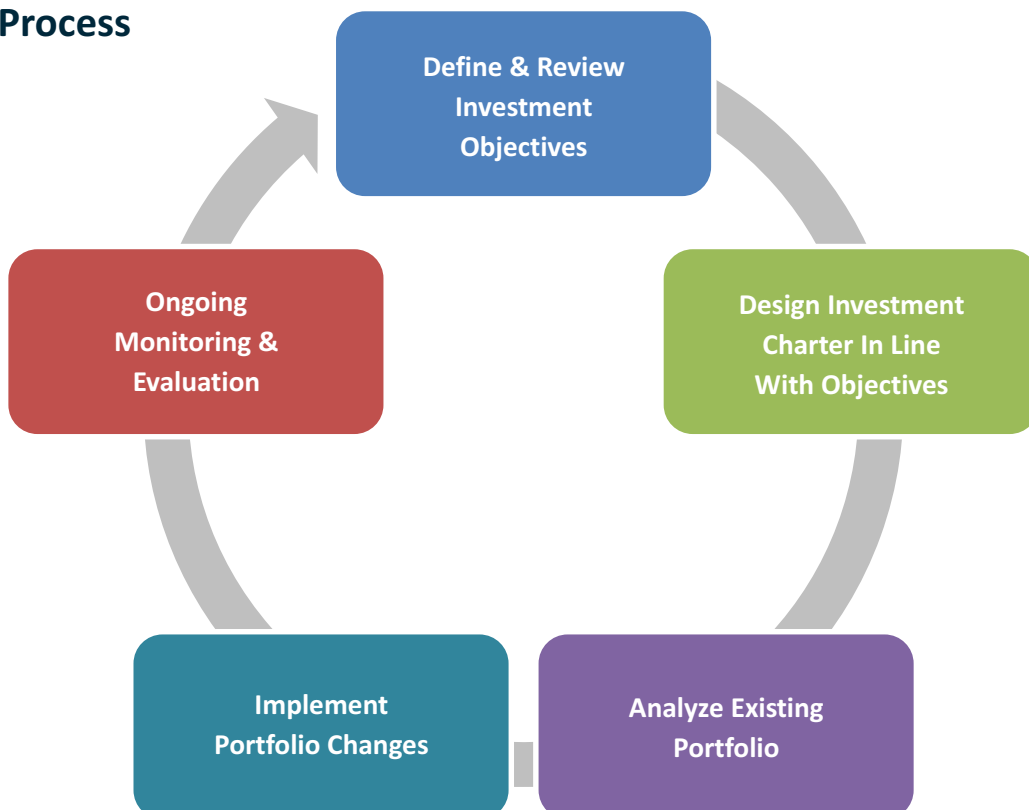 Process
Define & Review
Investment
Objectives
Design Investment
Charter In Line
With Objectives
Analyze Existing
Portfolio
Implement
Portfolio Changes
Ongoing
Monitoring &
Evaluation